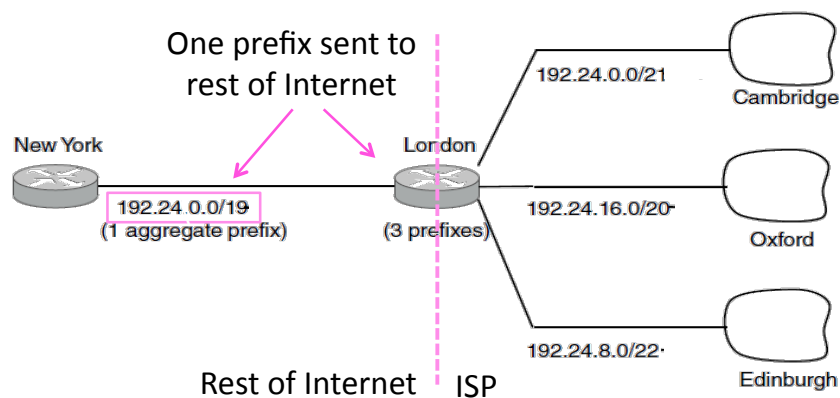 One prefix sent to
rest of Internet
192.24.0.0/21
Cambridge
New York
London
192.24.0.0/19
(1 aggregate prefix)
(3 prefixes)
192.24.16.0/20
Oxford
192.24.8.0/22
Edinburgh
Rest of Internet
ISP